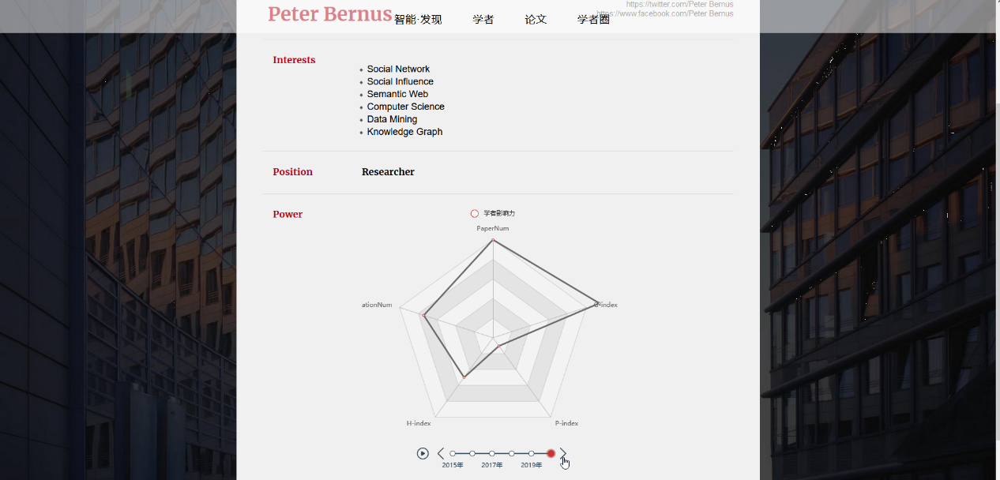 Peter Bernus
智能·发现 学者 论文 学者圈
https://twitter.com/Peter Bernus
https://www.facebook.com/Peter Bernus
Interests
Social Network
Social Influence
Semantic Web
Computer Science
Data Mining
Knowledge Graph
Position Researcher
Power
学者影响力
PaperNum
ationNum
-index
H-index
P-index
2015年 2017年 2019年